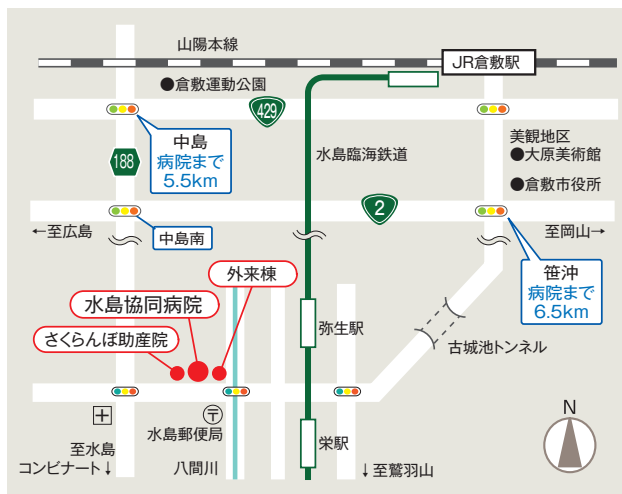 山陽本線
JR倉敷駅
●倉敷運動公園
429
中島
病院まで
5.5km
188
水島臨海鉄道
美観地区
●大原美術館
●倉敷市役所
2
←至広島
中島南
至岡山→
笹沖
病院まで
6.5km
外来棟
水島協同病院
さくらんぼ助産院
弥生駅
古城池トンネル
〒
水島郵便局
至水島
コンビナート↓
八間川
栄駅
↓至鷲羽山
N